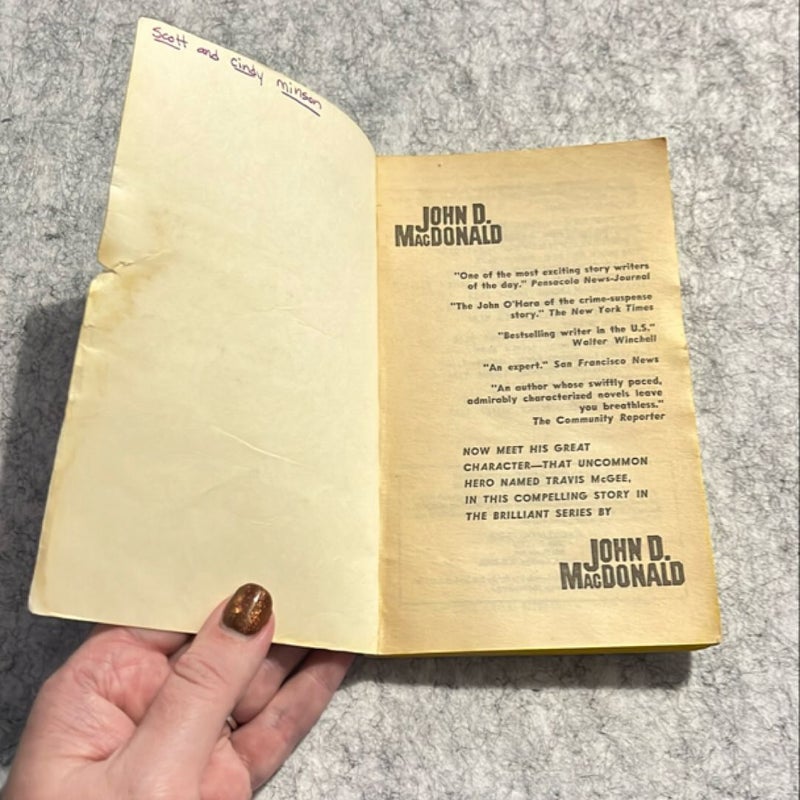 Scott and Cindy Minson
JOHN D.
MACDONALD
"One of the most exciting story writers
of the day." Pensacola News-Journal
"The John O'Hara of the crime-suspense
story." The New York Times
"Bestselling writer in the U.S."
Walter Winchell
"An expert." San Francisco News
"An author whose swiftly paced,
admirably characterized novels leave
you breathless."
The Community Reporter
NOW MEET HIS GREAT
CHARACTER—THAT UNCOMMON
HERO NAMED TRAVIS McGEE,
IN THIS COMPELLING STORY IN
THE BRILLIANT SERIES BY
JOHN D.
MACDONALD